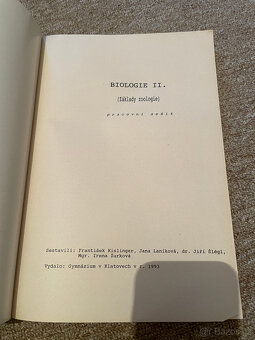 BIOLOGIE II.
(základy zoologie)
pracovní sešit
Sestavili: František Kislinger, Jana Laníková, dr. Jiří Šlégl,
Mgr. Irena Žurková
Vydalo: Gymnázium v Klatovech v r. 1993